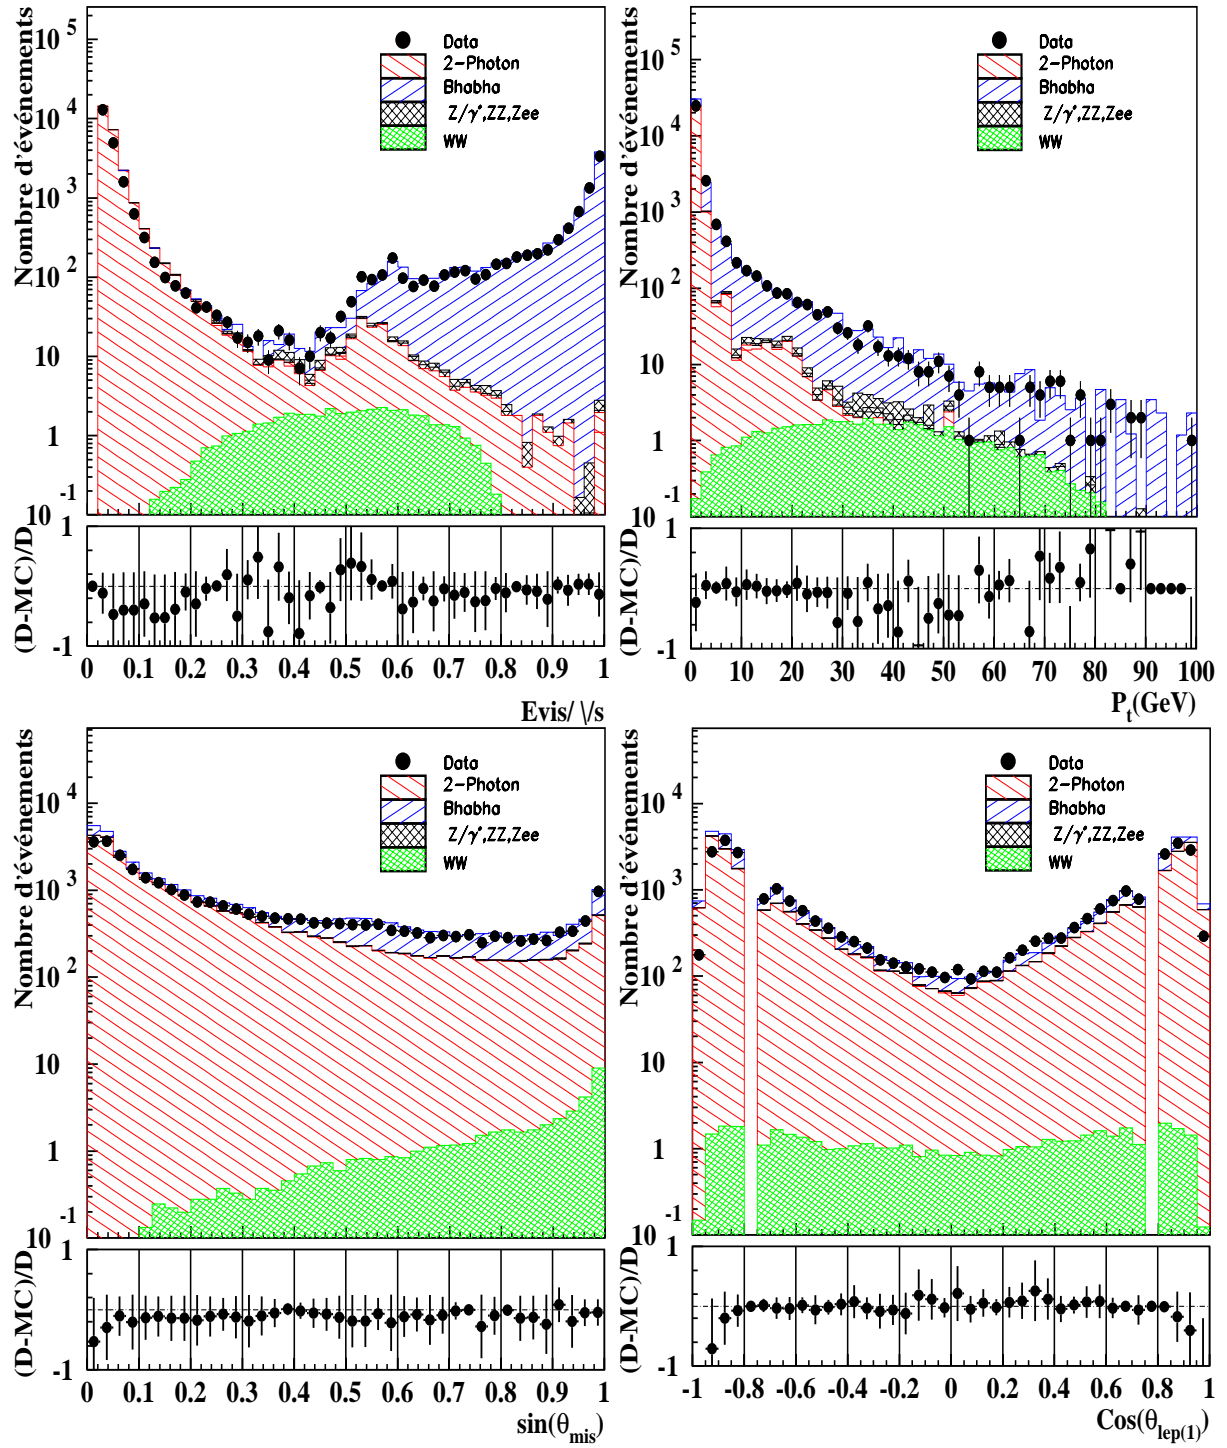 Nombre d'événements
10 5
10 4
10 3
10 2
10
1
10 -1
Data
2-Photon
Bhabha
Z/γ*,ZZ,Zee
WW
(D-MC)/D
1
-1
0 0.1 0.2 0.3 0.4 0.5 0.6 0.7 0.8 0.9 1
Evis/ \/s
Nombre d'événements
10 5
10 4
10 3
10 2
10
1
10 -1
Data
2-Photon
Bhabha
Z/γ*,ZZ,Zee
WW
(D-MC)/D
1
-1
0 10 20 30 40 50 60 70 80 90 100
Pt(GeV)
Nombre d'événements
10 4
10 3
10 2
10
1
10 -1
Data
2-Photon
Bhabha
Z/γ*,ZZ,Zee
WW
(D-MC)/D
1
-1
0 0.1 0.2 0.3 0.4 0.5 0.6 0.7 0.8 0.9 1
sin(θmis)
Nombre d'événements
10 4
10 3
10 2
10
1
10 -1
Data
2-Photon
Bhabha
Z/γ*,ZZ,Zee
WW
(D-MC)/D
1
-1
-1 -0.8 -0.6 -0.4 -0.2 0 0.2 0.4 0.6 0.8 1
Cos(θlep(1))